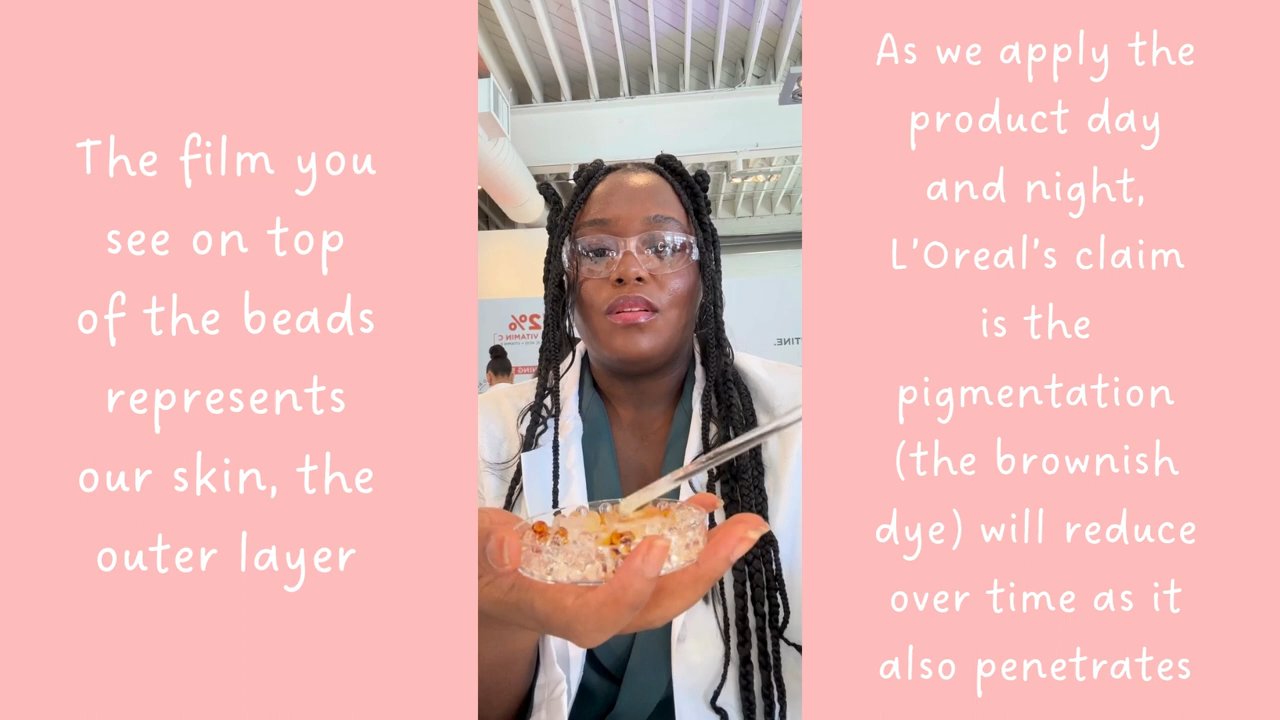 The film you
see on top
of the beads
represents
our skin, the
outer layer
2%
VITAMIN C
TINE.
As we apply the
product day
and night,
L'Oreal's claim
is the
pigmentation
(the brownish
dye) will reduce
over time as it
also penetrates